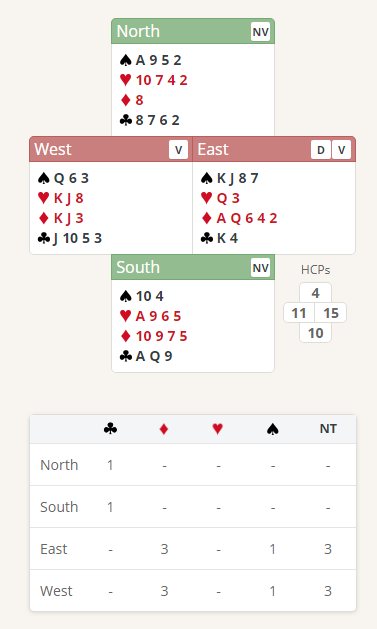 North NV
♠ A 9 5 2
♥ 10 7 4 2
♦ 8
♣ 8 7 6 2
West V East D V
♠ Q 6 3 ♠ K J 8 7
♥ K J 8 ♥ Q 3
♦ K J 3 ♦ A Q 6 4 2
♣ J 10 5 3 ♣ K 4
South NV
♠ 10 4
♥ A 9 6 5
♦ 10 9 7 5
♣ A Q 9
HCPs
4
11 15
10
♣ ♦ ♥ ♠ NT
North 1 - - - -
South 1 - - - -
East - 3 - 1 3
West - 3 - 1 3